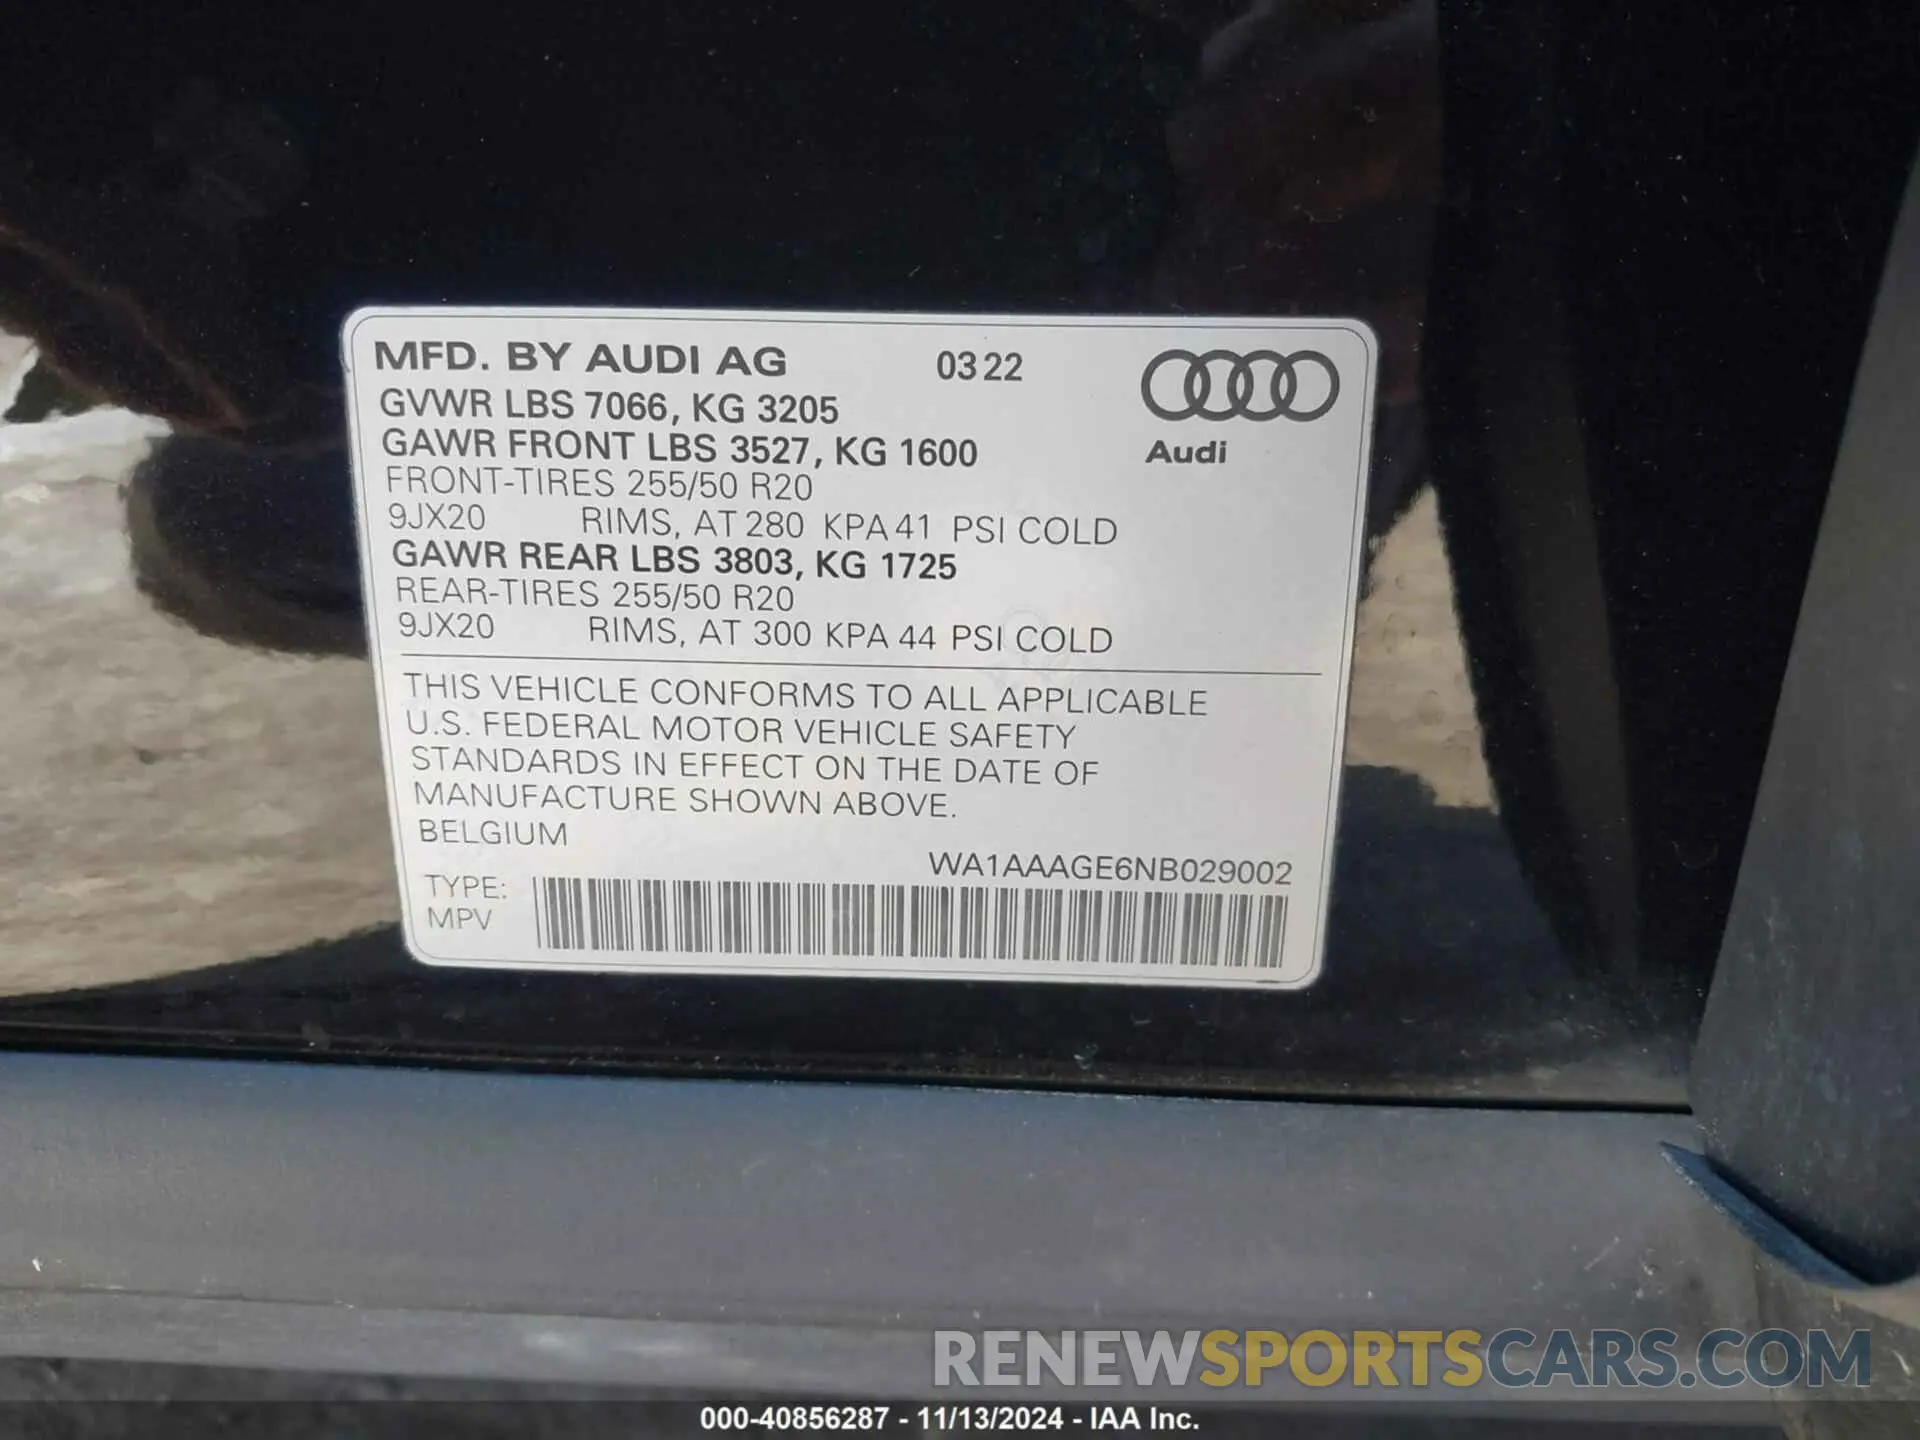 MFD. BY AUDI AG 03 22
GVWR LBS 7066, KG 3205
GAWR FRONT LBS 3527, KG 1600
Audi
FRONT-TIRES 255/50 R20
9JX20 RIMS, AT 280 KPA 41 PSI COLD
GAWR REAR LBS 3803, KG 1725
REAR-TIRES 255/50 R20
9JX20 RIMS, AT 300 KPA 44 PSI COLD
THIS VEHICLE CONFORMS TO ALL APPLICABLE
U.S. FEDERAL MOTOR VEHICLE SAFETY
STANDARDS IN EFFECT ON THE DATE OF
MANUFACTURE SHOWN ABOVE.
BELGIUM
WA1AAAGE6NB029002
TYPE:
MPV
RENEWSPORTSCARS.COM
000-40856287 - 11/13/2024 - IAA Inc.